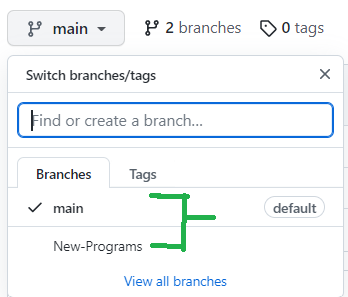 main 2 branches 0 tags
Switch branches/tags
Find or create a branch...
Branches Tags
main default
New-Programs
View all branches